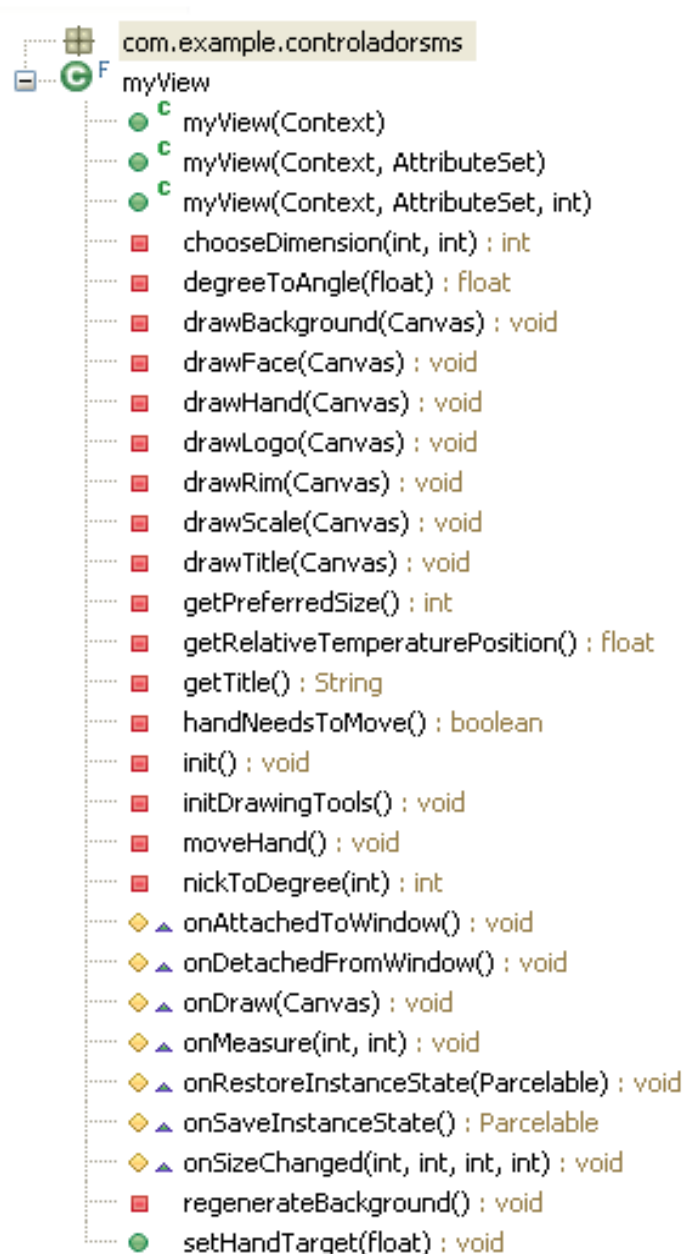 com.example.controladorsms
C F myView
C myView(Context)
C myView(Context, AttributeSet)
C myView(Context, AttributeSet, int)
chooseDimension(int, int) : int
degreeToAngle(float) : float
drawBackground(Canvas) : void
drawFace(Canvas) : void
drawHand(Canvas) : void
drawLogo(Canvas) : void
drawRim(Canvas) : void
drawScale(Canvas) : void
drawTitle(Canvas) : void
getPreferredSize() : int
getRelativeTemperaturePosition() : float
getTitle() : String
handNeedsToMove() : boolean
init() : void
initDrawingTools() : void
moveHand() : void
nickToDegree(int) : int
onAttachedToWindow() : void
onDetachedFromWindow() : void
onDraw(Canvas) : void
onMeasure(int, int) : void
onRestoreInstanceState(Parcelable) : void
onSaveInstanceState() : Parcelable
onSizeChanged(int, int, int, int) : void
regenerateBackground() : void
setHandTarget(float) : void